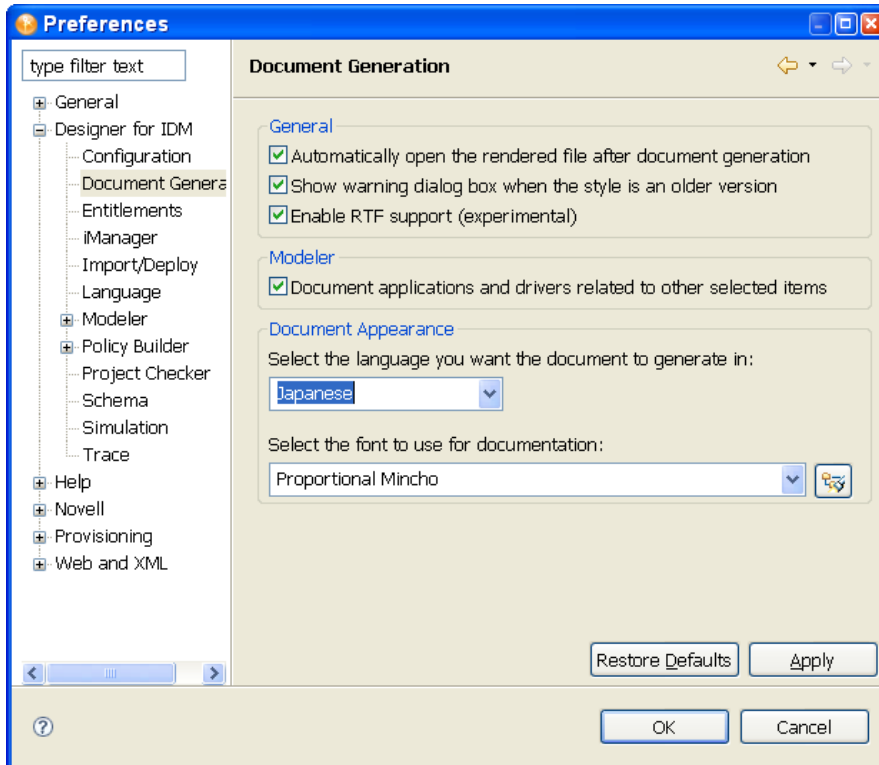 Preferences
type filter text
Document Generation
General
Designer for IDM
Configuration
Document Genera
Entitlements
iManager
Import/Deploy
Language
Modeler
Policy Builder
Project Checker
Schema
Simulation
Trace
Help
Novell
Provisioning
Web and XML
General
Automatically open the rendered file after document generation
Show warning dialog box when the style is an older version
Enable RTF support (experimental)
Modeler
Document applications and drivers related to other selected items
Document Appearance
Select the language you want the document to generate in:
Japanese
Select the font to use for documentation:
Proportional Mincho
Restore Defaults Apply
OK Cancel